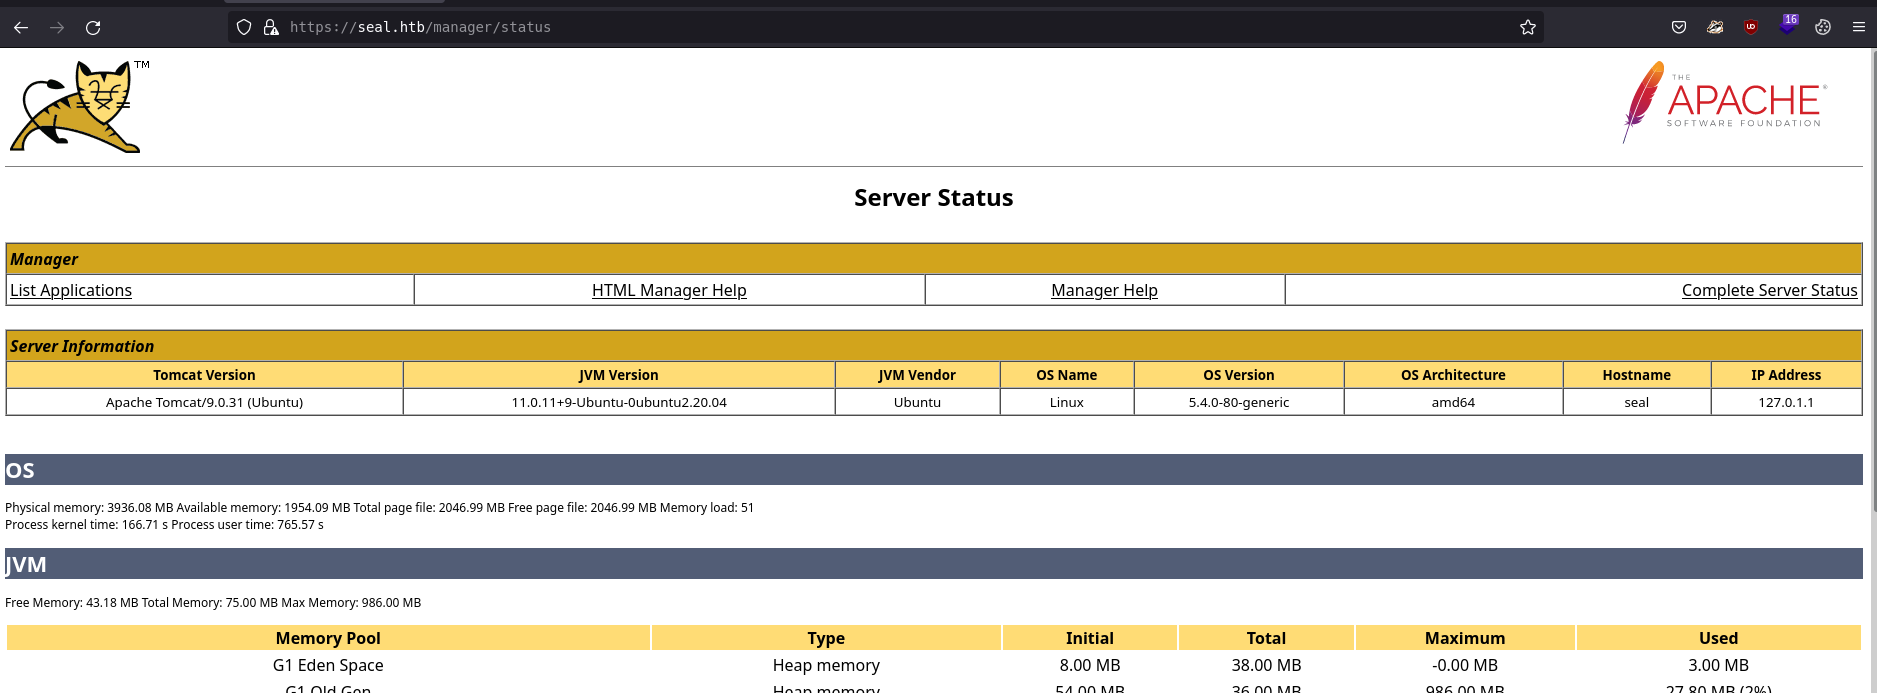 https://seal.htb/manager/status
16
TM
THE
APACHE®
SOFTWARE FOUNDATION
Server Status
Manager
List Applications HTML Manager Help Manager Help Complete Server Status
Server Information
Tomcat Version JVM Version JVM Vendor OS Name OS Version OS Architecture Hostname IP Address
Apache Tomcat/9.0.31 (Ubuntu) 11.0.11+9-Ubuntu-0ubuntu2.20.04 Ubuntu Linux 5.4.0-80-generic amd64 seal 127.0.1.1
OS
Physical memory: 3936.08 MB Available memory: 1954.09 MB Total page file: 2046.99 MB Free page file: 2046.99 MB Memory load: 51
Process kernel time: 166.71 s Process user time: 765.57 s
JVM
Free Memory: 43.18 MB Total Memory: 75.00 MB Max Memory: 986.00 MB
Memory Pool Type Initial Total Maximum Used
G1 Eden Space Heap memory 8.00 MB 38.00 MB -0.00 MB 3.00 MB
G1 Old Gen Heap memory 54.00 MB 36.00 MB 986.00 MB 27.80 MB (2%)